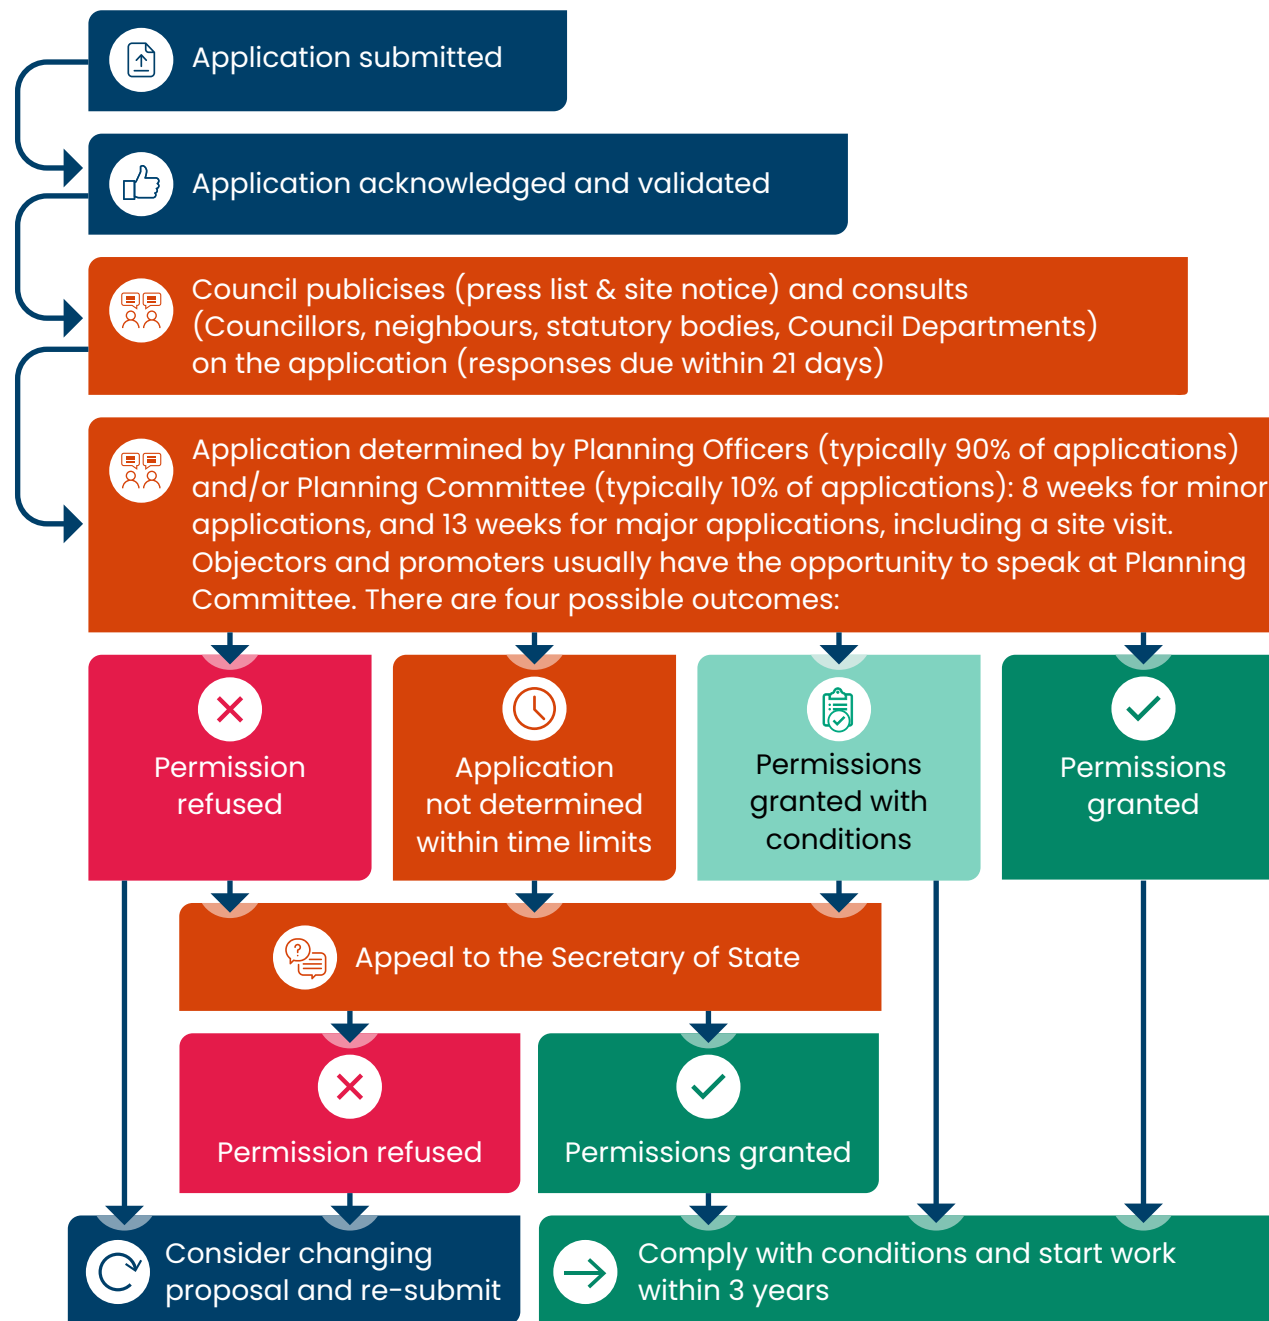 Application submitted
Application acknowledged and validated
Council publicises (press list & site notice) and consults
(Councillors, neighbours, statutory bodies, Council Departments)
on the application (responses due within 21 days)
Application determined by Planning Officers (typically 90% of applications)
and/or Planning Committee (typically 10% of applications): 8 weeks for minor
applications, and 13 weeks for major applications, including a site visit.
Objectors and promoters usually have the opportunity to speak at Planning
Committee. There are four possible outcomes:
Permission
refused
Application
not determined
within time limits
Permissions
granted with
conditions
Permissions
granted
Appeal to the Secretary of State
Permission refused
Permissions granted
Consider changing
proposal and re-submit
Comply with conditions and start work
within 3 years